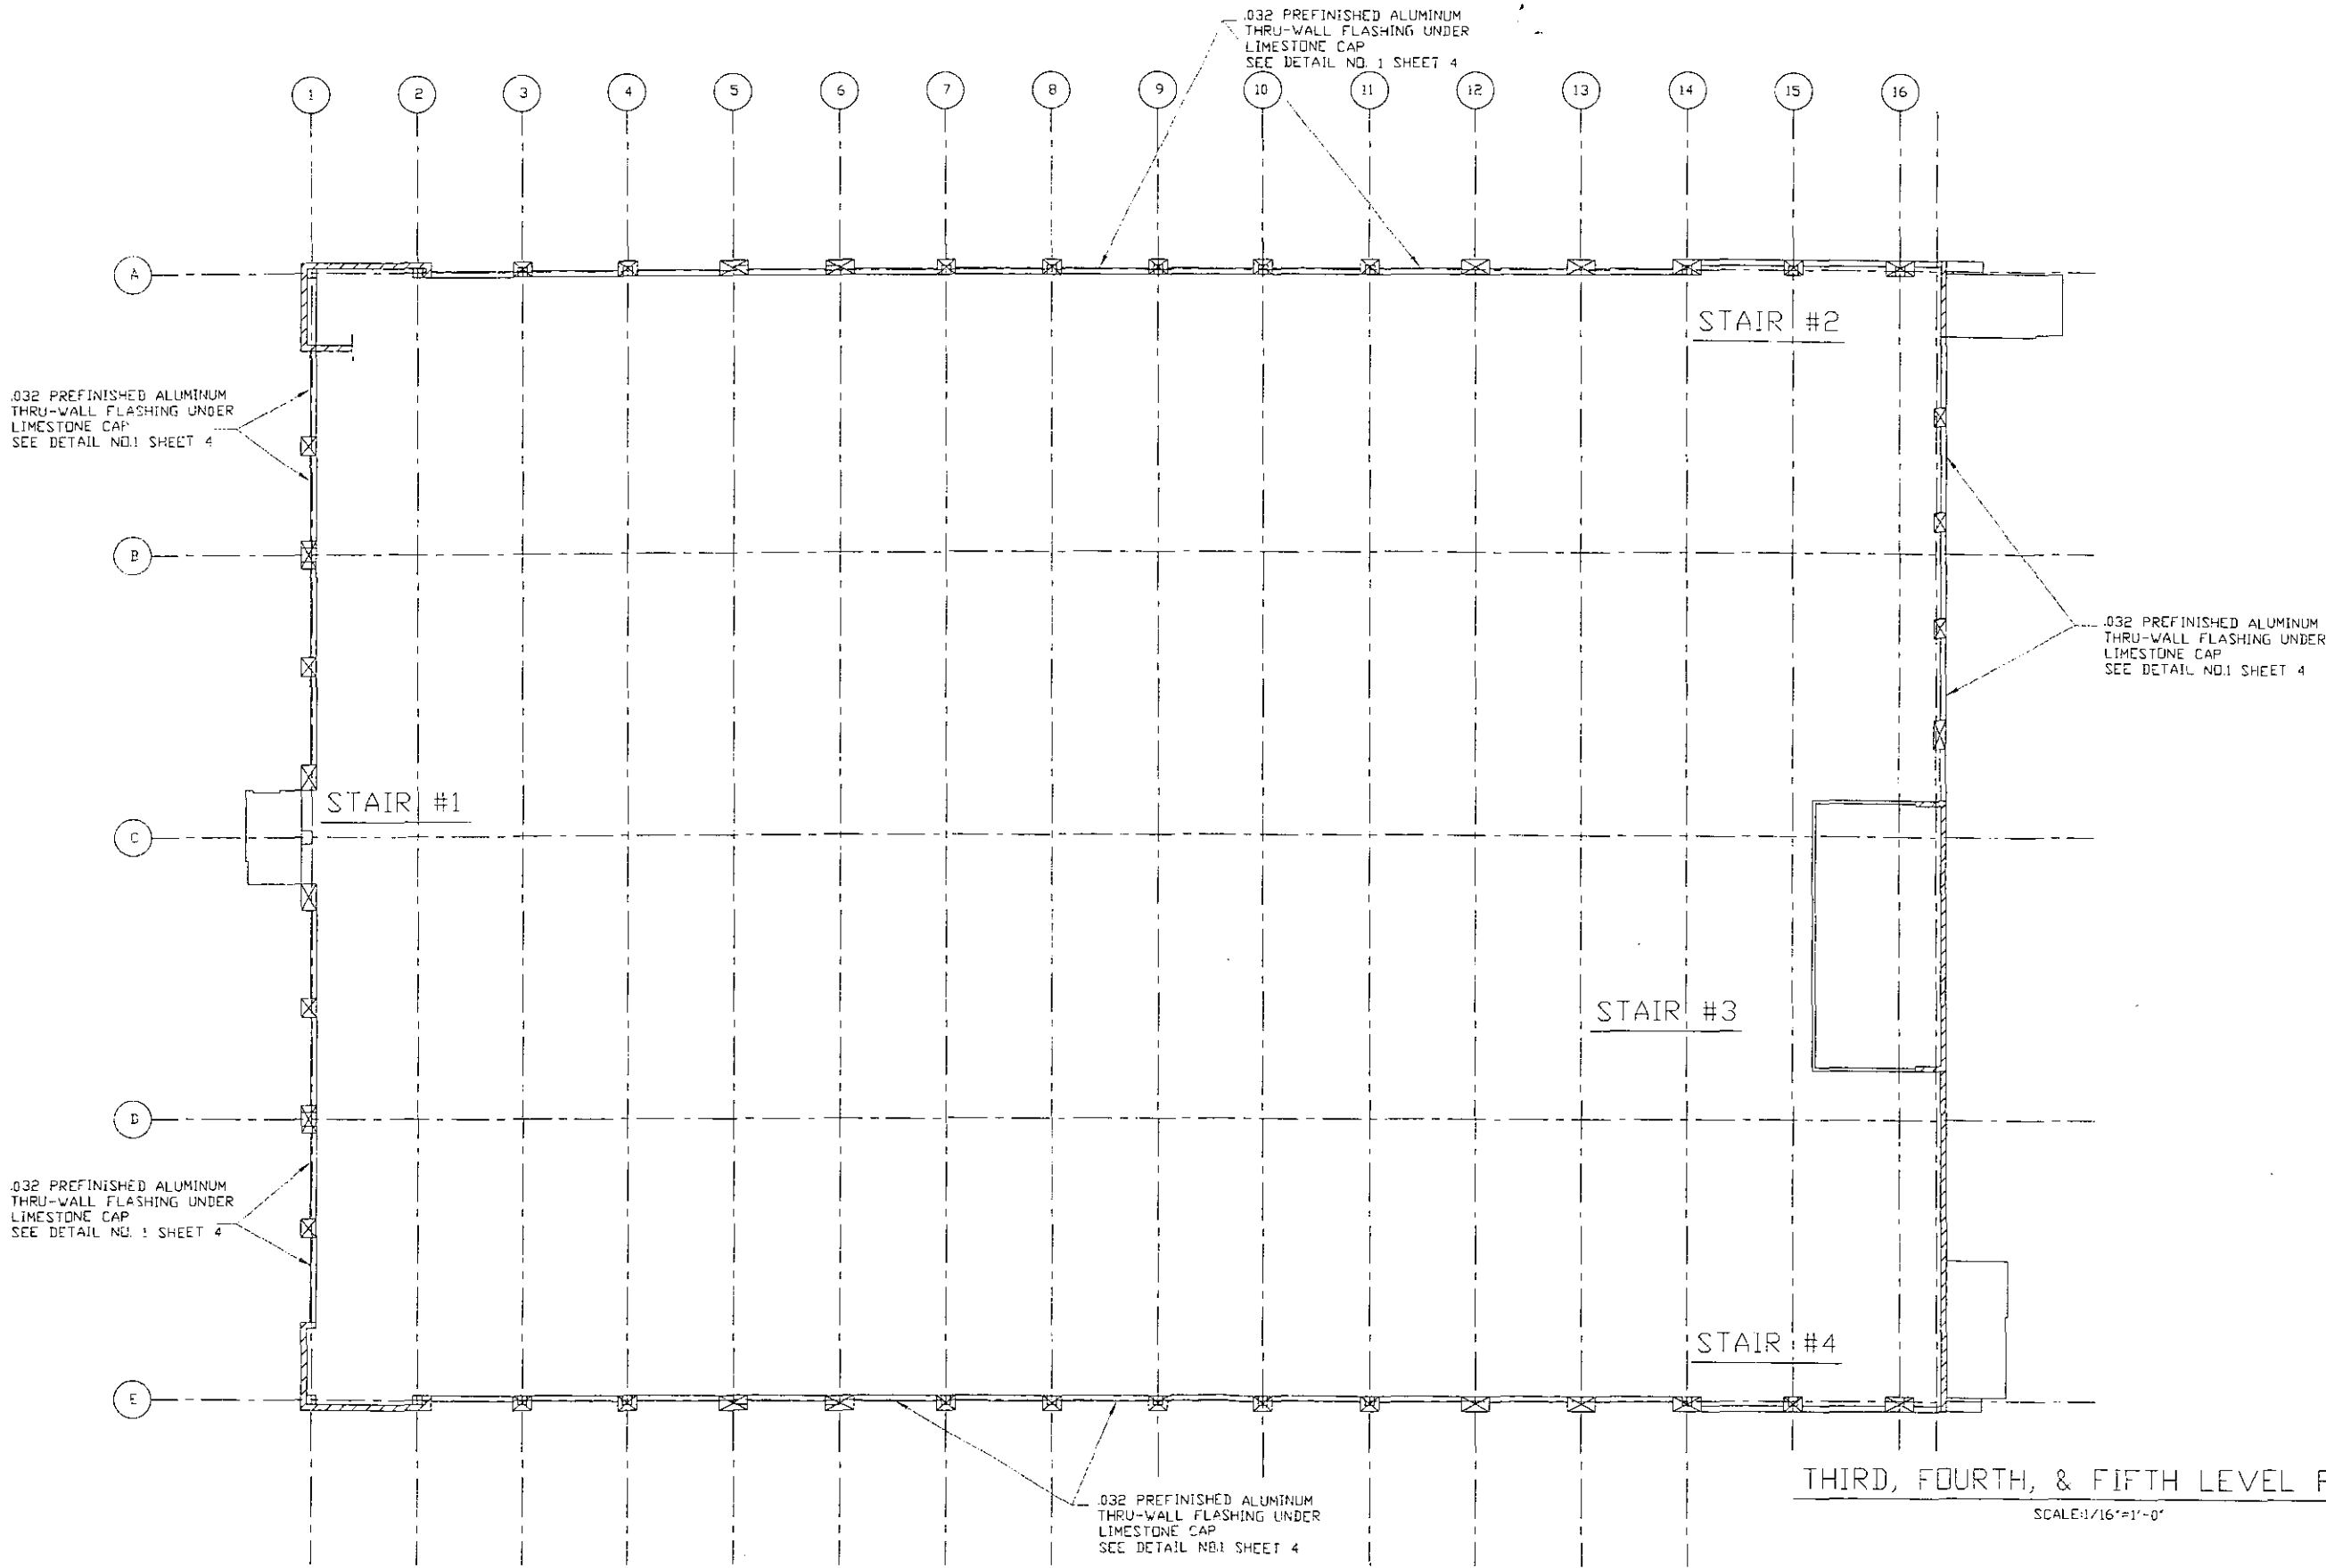 .032 PREFINISHED ALUMINUM
THRU-WALL FLASHING UNDER
LIMESTONE CAP
SEE DETAIL NO. 1 SHEET 4
1 2 3 4 5 6 7 8 9 10 11 12 13 14 15 16
A
STAIR #2
.032 PREFINISHED ALUMINUM
THRU-WALL FLASHING UNDER
LIMESTONE CAP
SEE DETAIL NO.1 SHEET 4
B
.032 PREFINISHED ALUMINUM
THRU-WALL FLASHING UNDER
LIMESTONE CAP
SEE DETAIL NO.1 SHEET 4
STAIR #1
C
STAIR #3
D
.032 PREFINISHED ALUMINUM
THRU-WALL FLASHING UNDER
LIMESTONE CAP
SEE DETAIL NO. 1 SHEET 4
STAIR #4
E
.032 PREFINISHED ALUMINUM
THRU-WALL FLASHING UNDER
LIMESTONE CAP
SEE DETAIL NO.1 SHEET 4
THIRD, FOURTH, & FIFTH LEVEL
SCALE:1/16"=1'-0"